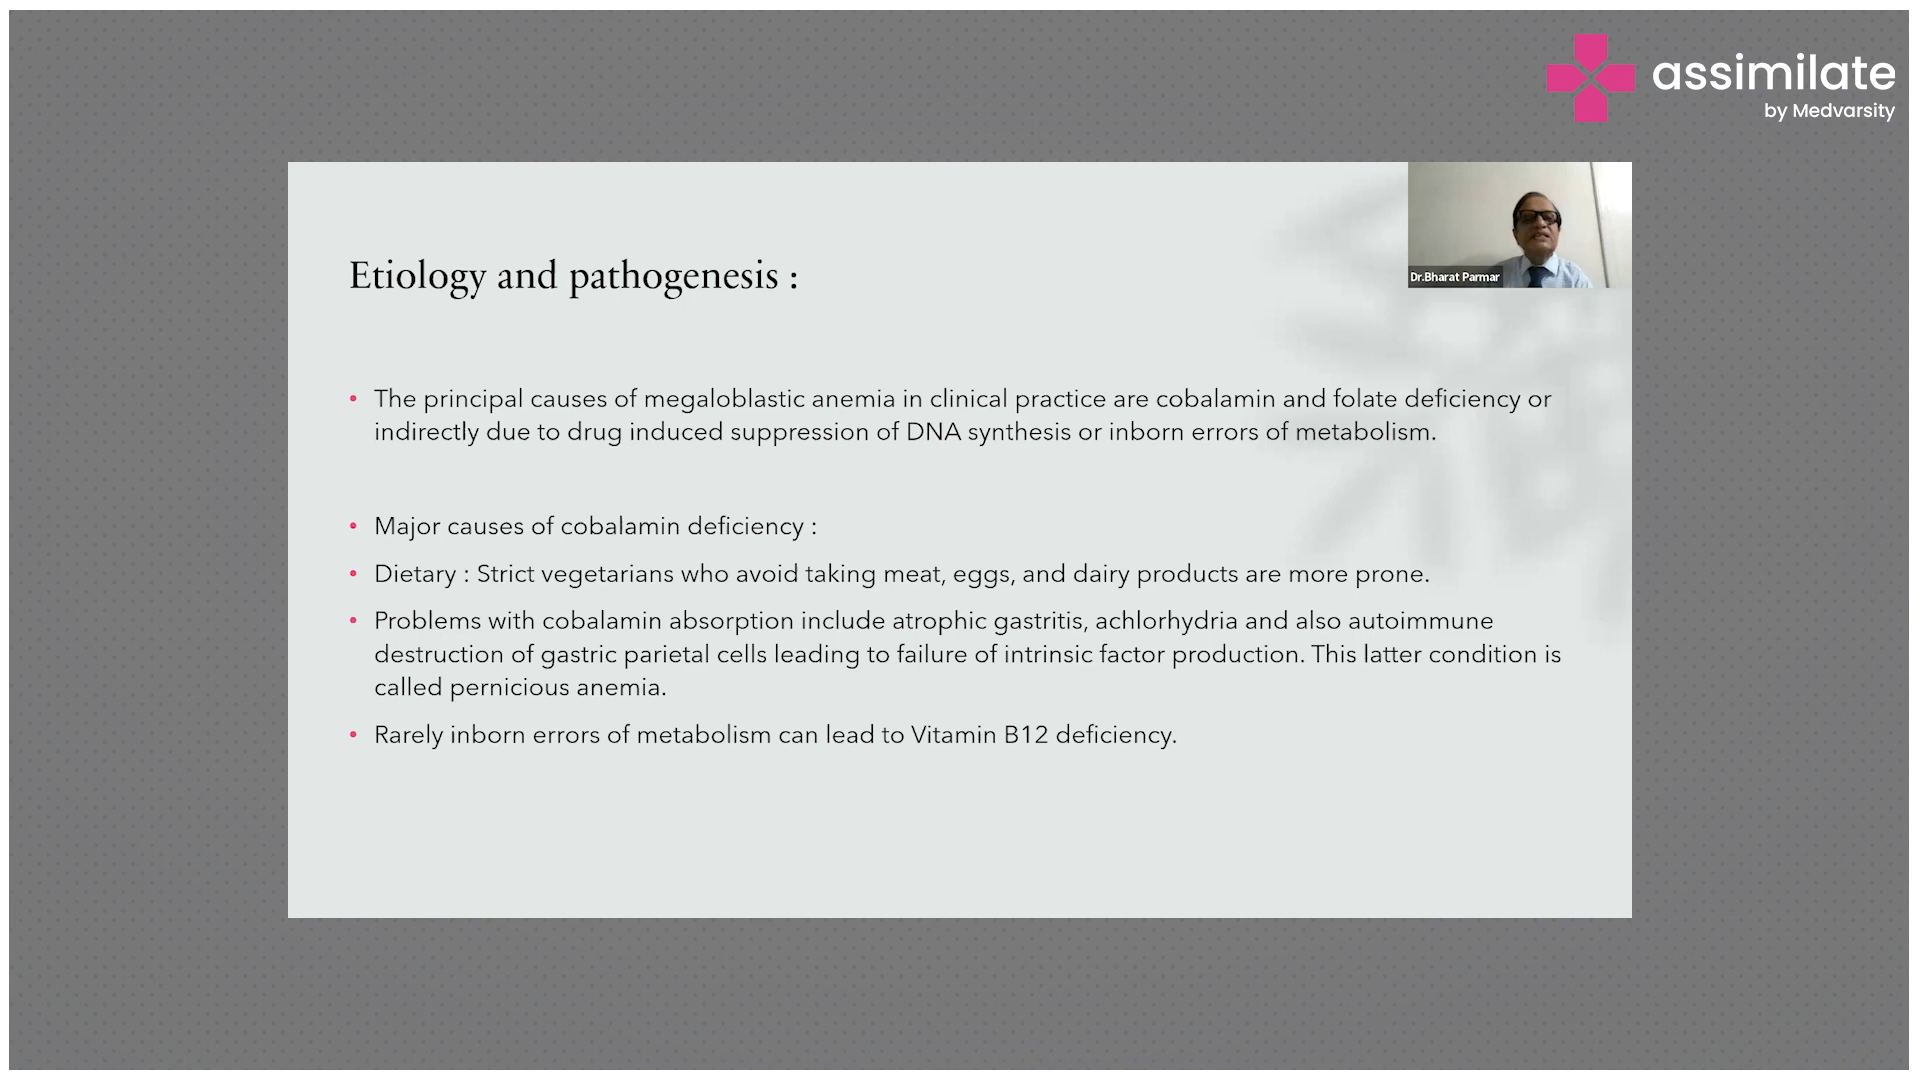 assimilate
by Medvarsity
Dr.Bharat Parmar
Etiology and pathogenesis :
• The principal causes of megaloblastic anemia in clinical practice are cobalamin and folate deficiency or
indirectly due to drug induced suppression of DNA synthesis or inborn errors of metabolism.
• Major causes of cobalamin deficiency :
• Dietary : Strict vegetarians who avoid taking meat, eggs, and dairy products are more prone.
• Problems with cobalamin absorption include atrophic gastritis, achlorhydria and also autoimmune
destruction of gastric parietal cells leading to failure of intrinsic factor production. This latter condition is
called pernicious anemia.
• Rarely inborn errors of metabolism can lead to Vitamin B12 deficiency.